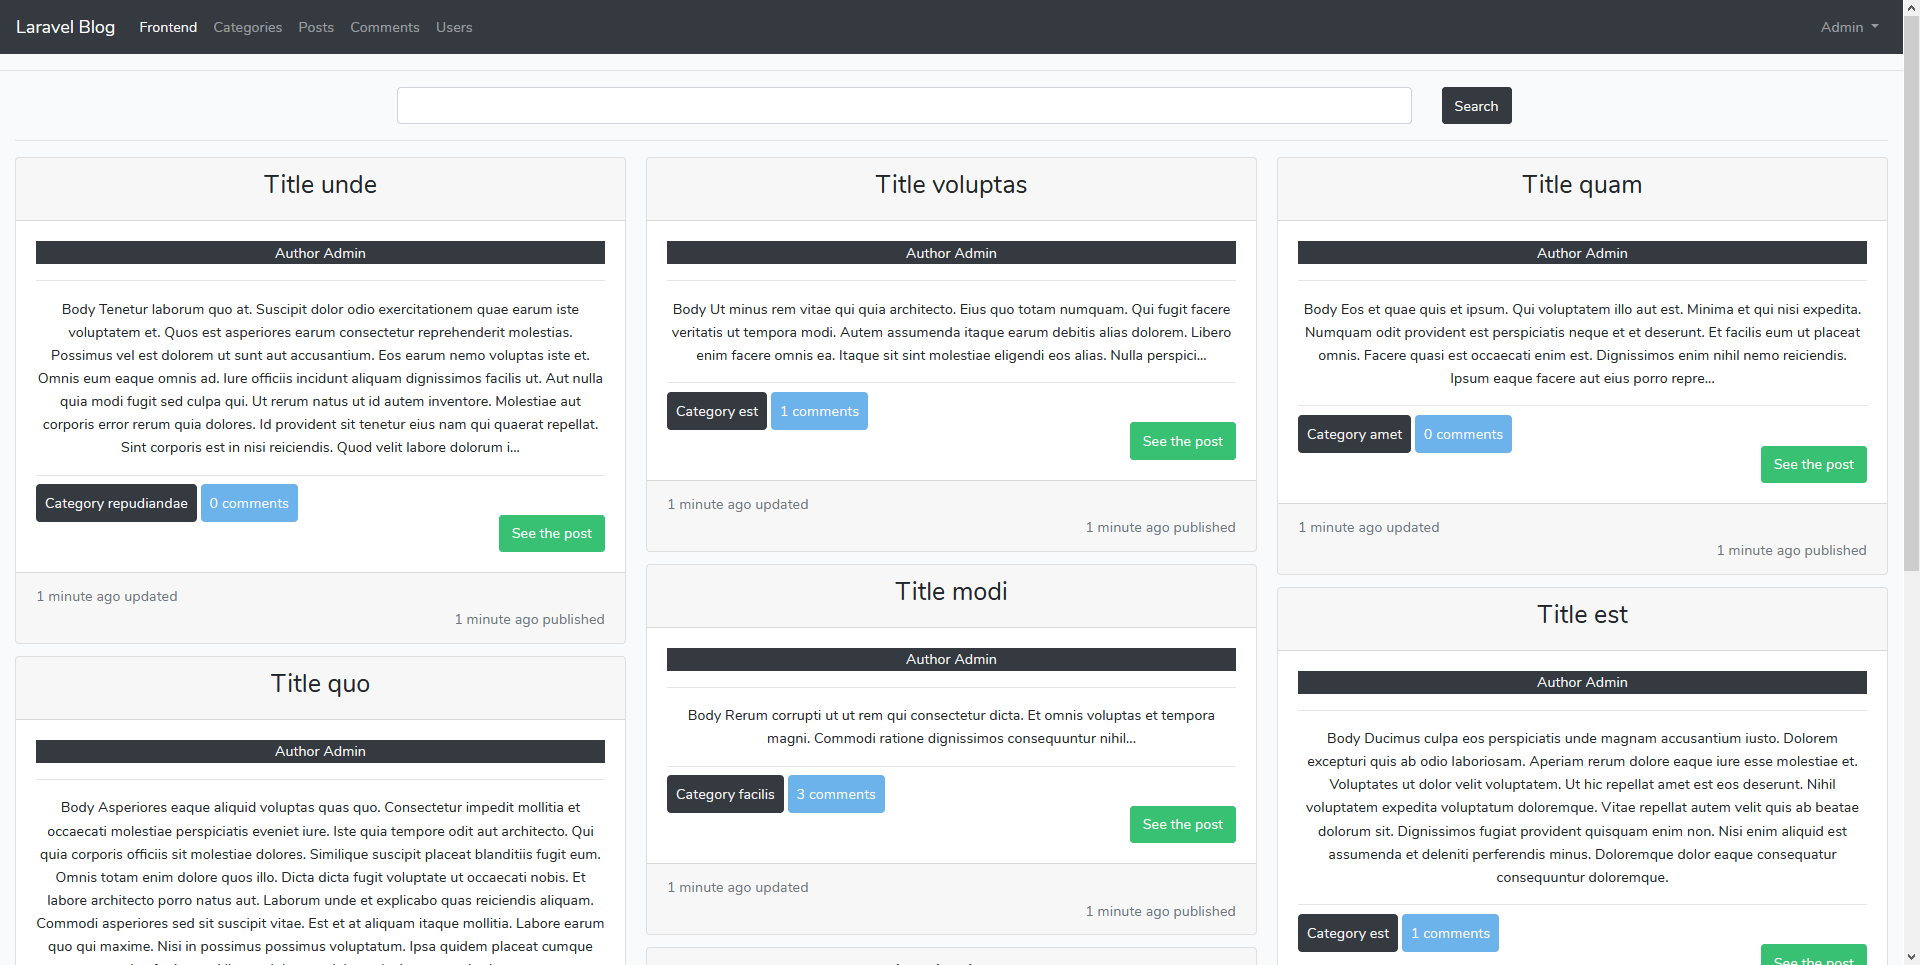 Laravel Blog Frontend Categories Posts Comments Users Admin
Search
Title unde
Author Admin
Body Tenetur laborum quo at. Suscipit dolor odio exercitationem quae earum iste
voluptatem et. Quos est asperiores earum consectetur reprehenderit molestias.
Possimus vel est dolorem ut sunt aut accusantium. Eos earum nemo voluptas iste et.
Omnis eum eaque omnis ad. Iure officiis incidunt aliquam dignissimos facilis ut. Aut nulla
quia modi fugit sed culpa qui. Ut rerum natus ut id autem inventore. Molestiae aut
corporis error rerum quia dolores. Id provident sit tenetur eius nam qui quaerat repellat.
Sint corporis est in nisi reiciendis. Quod velit labore dolorum i...
Category repudiandae 0 comments
See the post
1 minute ago updated
1 minute ago published
Title quo
Author Admin
Body Asperiores eaque aliquid voluptas quas quo. Consectetur impedit mollitia et
occaecati molestiae perspiciatis eveniet iure. Iste quia tempore odit aut architecto. Qui
quia corporis officiis sit molestiae dolores. Similique suscipit placeat blanditiis fugit eum.
Omnis totam enim dolore quos illo. Dicta dicta fugit voluptate ut occaecati nobis. Et
labore architecto porro natus aut. Laborum unde et explicabo quas reiciendis aliquam.
Commodi asperiores sed sit suscipit vitae. Est et at aliquam itaque mollitia. Labore earum
quo qui maxime. Nisi in possimus possimus voluptatum. Ipsa quidem placeat cumque
Title voluptas
Author Admin
Body Ut minus rem vitae qui quia architecto. Eius quo totam numquam. Qui fugit facere
veritatis ut tempora modi. Autem assumenda itaque earum debitis alias dolorem. Libero
enim facere omnis ea. Itaque sit sint molestiae eligendi eos alias. Nulla perspici...
Category est 1 comments
See the post
1 minute ago updated
1 minute ago published
Title modi
Author Admin
Body Rerum corrupti ut ut rem qui consectetur dicta. Et omnis voluptas et tempora
magni. Commodi ratione dignissimos consequuntur nihil...
Category facilis 3 comments
See the post
1 minute ago updated
1 minute ago published
Title quam
Author Admin
Body Eos et quae quis et ipsum. Qui voluptatem illo aut est. Minima et qui nisi expedita.
Numquam odit provident est perspiciatis neque et et deserunt. Et facilis eum ut placeat
omnis. Facere quasi est occaecati enim est. Dignissimos enim nihil nemo reiciendis.
Ipsum eaque facere aut eius porro repre...
Category amet 0 comments
See the post
1 minute ago updated
1 minute ago published
Title est
Author Admin
Body Ducimus culpa eos perspiciatis unde magnam accusantium iusto. Dolorem
excepturi quis ab odio laboriosam. Aperiam rerum dolore eaque iure esse molestiae et.
Voluptates ut dolor velit voluptatem. Ut hic repellat amet est eos deserunt. Nihil
voluptatem expedita voluptatum doloremque. Vitae repellat autem velit quis ab beatae
dolorum sit. Dignissimos fugiat provident quisquam enim non. Nisi enim aliquid est
assumenda et deleniti perferendis minus. Doloremque dolor eaque consequatur
consequuntur doloremque.
Category est 1 comments
See the post